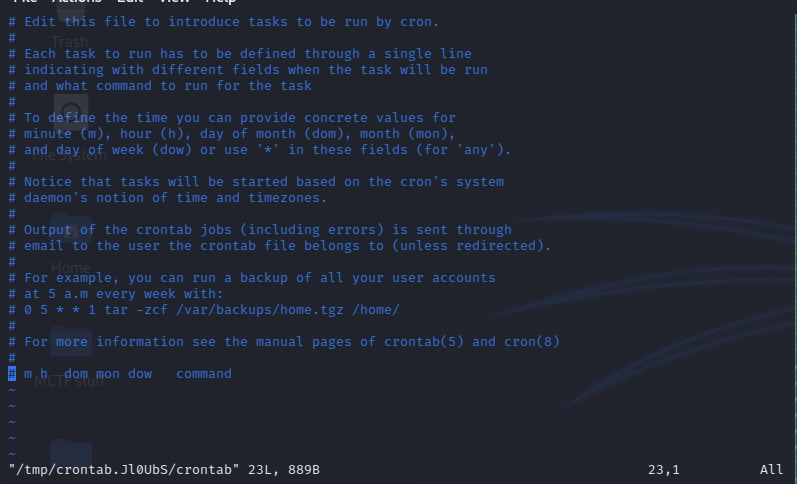 File Actions Edit View Help
# Edit this file to introduce tasks to be run by cron.
#
Trash
# Each task to run has to be defined through a single line
# indicating with different fields when the task will be run
# and what command to run for the task
#
# To define the time you can provide concrete values for
# minute (m), hour (h), day of month (dom), month (mon),
# and day of week (dow) or use '*' in these fields (for 'any').
File System
#
# Notice that tasks will be started based on the cron's system
# daemon's notion of time and timezones.
#
# Output of the crontab jobs (including errors) is sent through
# email to the user the crontab file belongs to (unless redirected).
#
Home
# For example, you can run a backup of all your user accounts
# at 5 a.m every week with:
# 0 5 * * 1 tar -zcf /var/backups/home.tgz /home/
#
# For more information see the manual pages of crontab(5) and cron(8)
#
# m h  dom mon dow   command
MCTF stuff
~
~
~
~
~
"/tmp/crontab.Jl0UbS/crontab" 23L, 889B 23,1 All